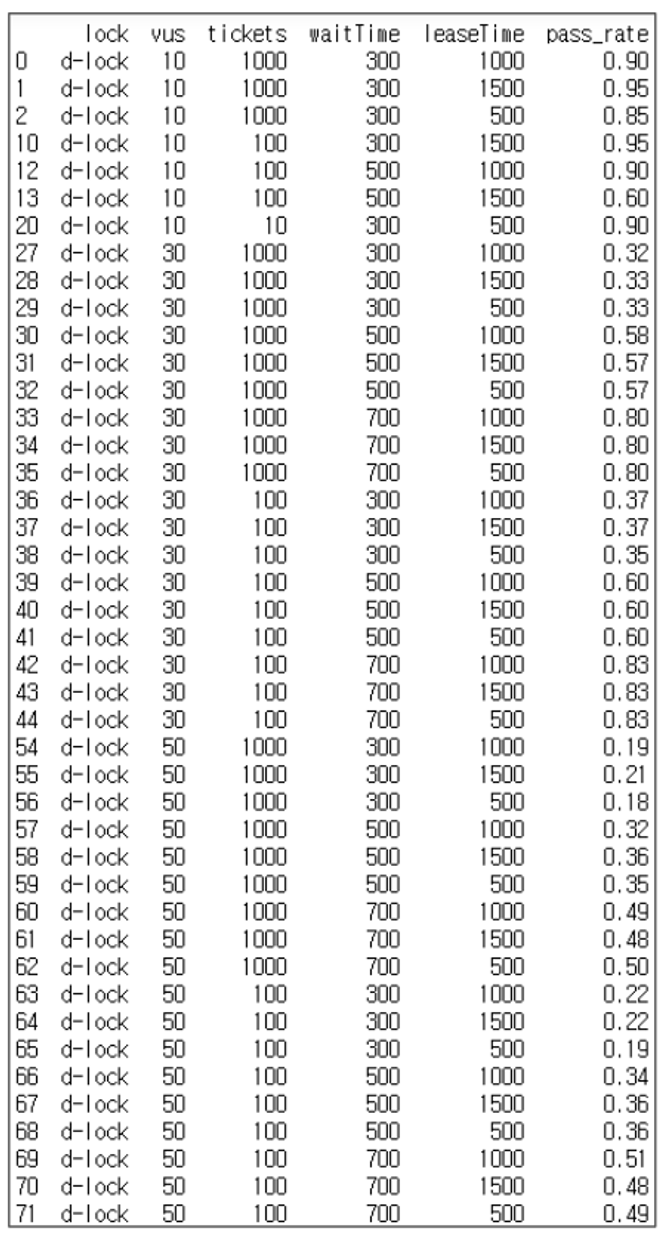 lock vus tickets waitTime leaseTime pass_rate
0 d-lock 10 1000 300 1000 0.90
1 d-lock 10 1000 300 1500 0.95
2 d-lock 10 1000 300 500 0.85
10 d-lock 10 100 300 1500 0.95
12 d-lock 10 100 500 1000 0.90
13 d-lock 10 100 500 1500 0.60
20 d-lock 10 10 300 500 0.90
27 d-lock 30 1000 300 1000 0.32
28 d-lock 30 1000 300 1500 0.33
29 d-lock 30 1000 300 500 0.33
30 d-lock 30 1000 500 1000 0.58
31 d-lock 30 1000 500 1500 0.57
32 d-lock 30 1000 500 500 0.57
33 d-lock 30 1000 700 1000 0.80
34 d-lock 30 1000 700 1500 0.80
35 d-lock 30 1000 700 500 0.80
36 d-lock 30 100 300 1000 0.37
37 d-lock 30 100 300 1500 0.37
38 d-lock 30 100 300 500 0.35
39 d-lock 30 100 500 1000 0.60
40 d-lock 30 100 500 1500 0.60
41 d-lock 30 100 500 500 0.60
42 d-lock 30 100 700 1000 0.83
43 d-lock 30 100 700 1500 0.83
44 d-lock 30 100 700 500 0.83
54 d-lock 50 1000 300 1000 0.19
55 d-lock 50 1000 300 1500 0.21
56 d-lock 50 1000 300 500 0.18
57 d-lock 50 1000 500 1000 0.32
58 d-lock 50 1000 500 1500 0.36
59 d-lock 50 1000 500 500 0.35
60 d-lock 50 1000 700 1000 0.49
61 d-lock 50 1000 700 1500 0.48
62 d-lock 50 1000 700 500 0.50
63 d-lock 50 100 300 1000 0.22
64 d-lock 50 100 300 1500 0.22
65 d-lock 50 100 300 500 0.19
66 d-lock 50 100 500 1000 0.34
67 d-lock 50 100 500 1500 0.36
68 d-lock 50 100 500 500 0.36
69 d-lock 50 100 700 1000 0.51
70 d-lock 50 100 700 1500 0.48
71 d-lock 50 100 700 500 0.49